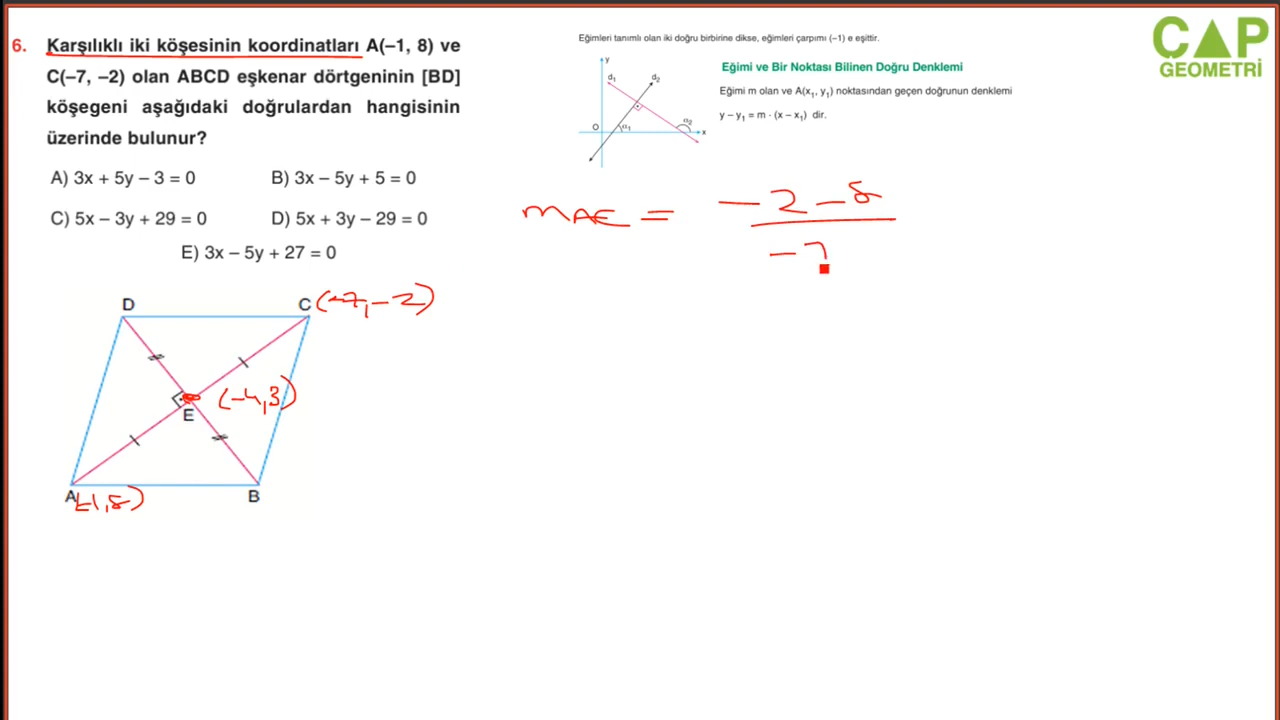 6. Karşılıklı iki köşesinin koordinatları A(–1, 8) ve
C(–7, –2) olan ABCD eşkenar dörtgeninin [BD]
köşegeni aşağıdaki doğrulardan hangisinin
üzerinde bulunur?
A) 3x + 5y – 3 = 0 B) 3x – 5y + 5 = 0
C) 5x – 3y + 29 = 0 D) 5x + 3y – 29 = 0
E) 3x – 5y + 27 = 0
D C (-7, -2)
E (-4, 3)
A (-1, 8) B
Eğimleri tanımlı olan iki doğru birbirine dikse, eğimleri çarpımı (–1) e eşittir.
y
d₁ d₂
O α₁ α₂ x
Eğimi ve Bir Noktası Bilinen Doğru Denklemi
Eğimi m olan ve A(x₁, y₁) noktasından geçen doğrunun denklemi
y – y₁ = m · (x – x₁) dir.
ÇAP
GEOMETRİ
-2 - 8
mAC =
-7